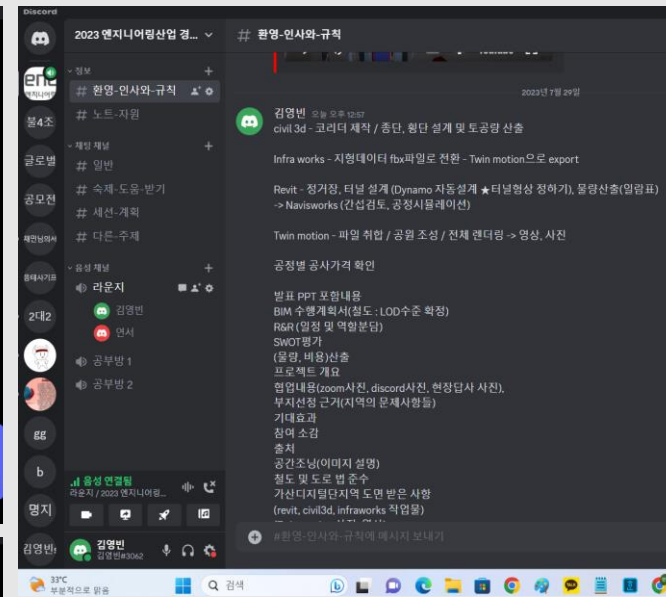 Discord
2023 엔지니어링산업 경...
정보
# 환영-인사와-규칙
# 노트-자원
채팅 채널
# 일반
# 숙제-도움-받기
# 세션-계획
# 다른-주제
음성 채널
라운지
김영빈
연서
공부방 1
공부방 2
불4조
글로벌
공모전
2대2
gg
b
명지
김영빈
음성 연결됨
라운지 / 2023 엔지니어링...
김영빈
김영빈#3062
# 환영-인사와-규칙
2023년 7월 29일
김영빈 오늘 오후 12:57
civil 3d - 코리더 제작 / 종단, 횡단 설계 및 토공량 산출
Infra works - 지형데이터 fbx파일로 전환 - Twin motion으로 export
Revit - 정거장, 터널 설계 (Dynamo 자동설계 ★터널형상 정하기), 물량산출(일람표)
-> Navisworks (간섭검토, 공정시뮬레이션)
Twin motion - 파일 취합 / 공원 조성 / 전체 렌더링 -> 영상, 사진
공정별 공사가격 확인
발표 PPT 포함내용
BIM 수행계획서(철도 : LOD수준 확정)
R&R (일정 및 역할분담)
SWOT평가
(물량, 비용)산출
프로젝트 개요
협업내용(zoom사진, discord사진, 현장답사 사진),
부지선정 근거(지역의 문제사항들)
기대효과
참여 소감
출처
공간조닝(이미지 설명)
철도 및 도로 법 준수
가산디지털단지역 도면 받은 사항
(revit, civil3d, infraworks 작업물)
#환영-인사와-규칙에 메시지 보내기
33°C
부분적으로 맑음
검색